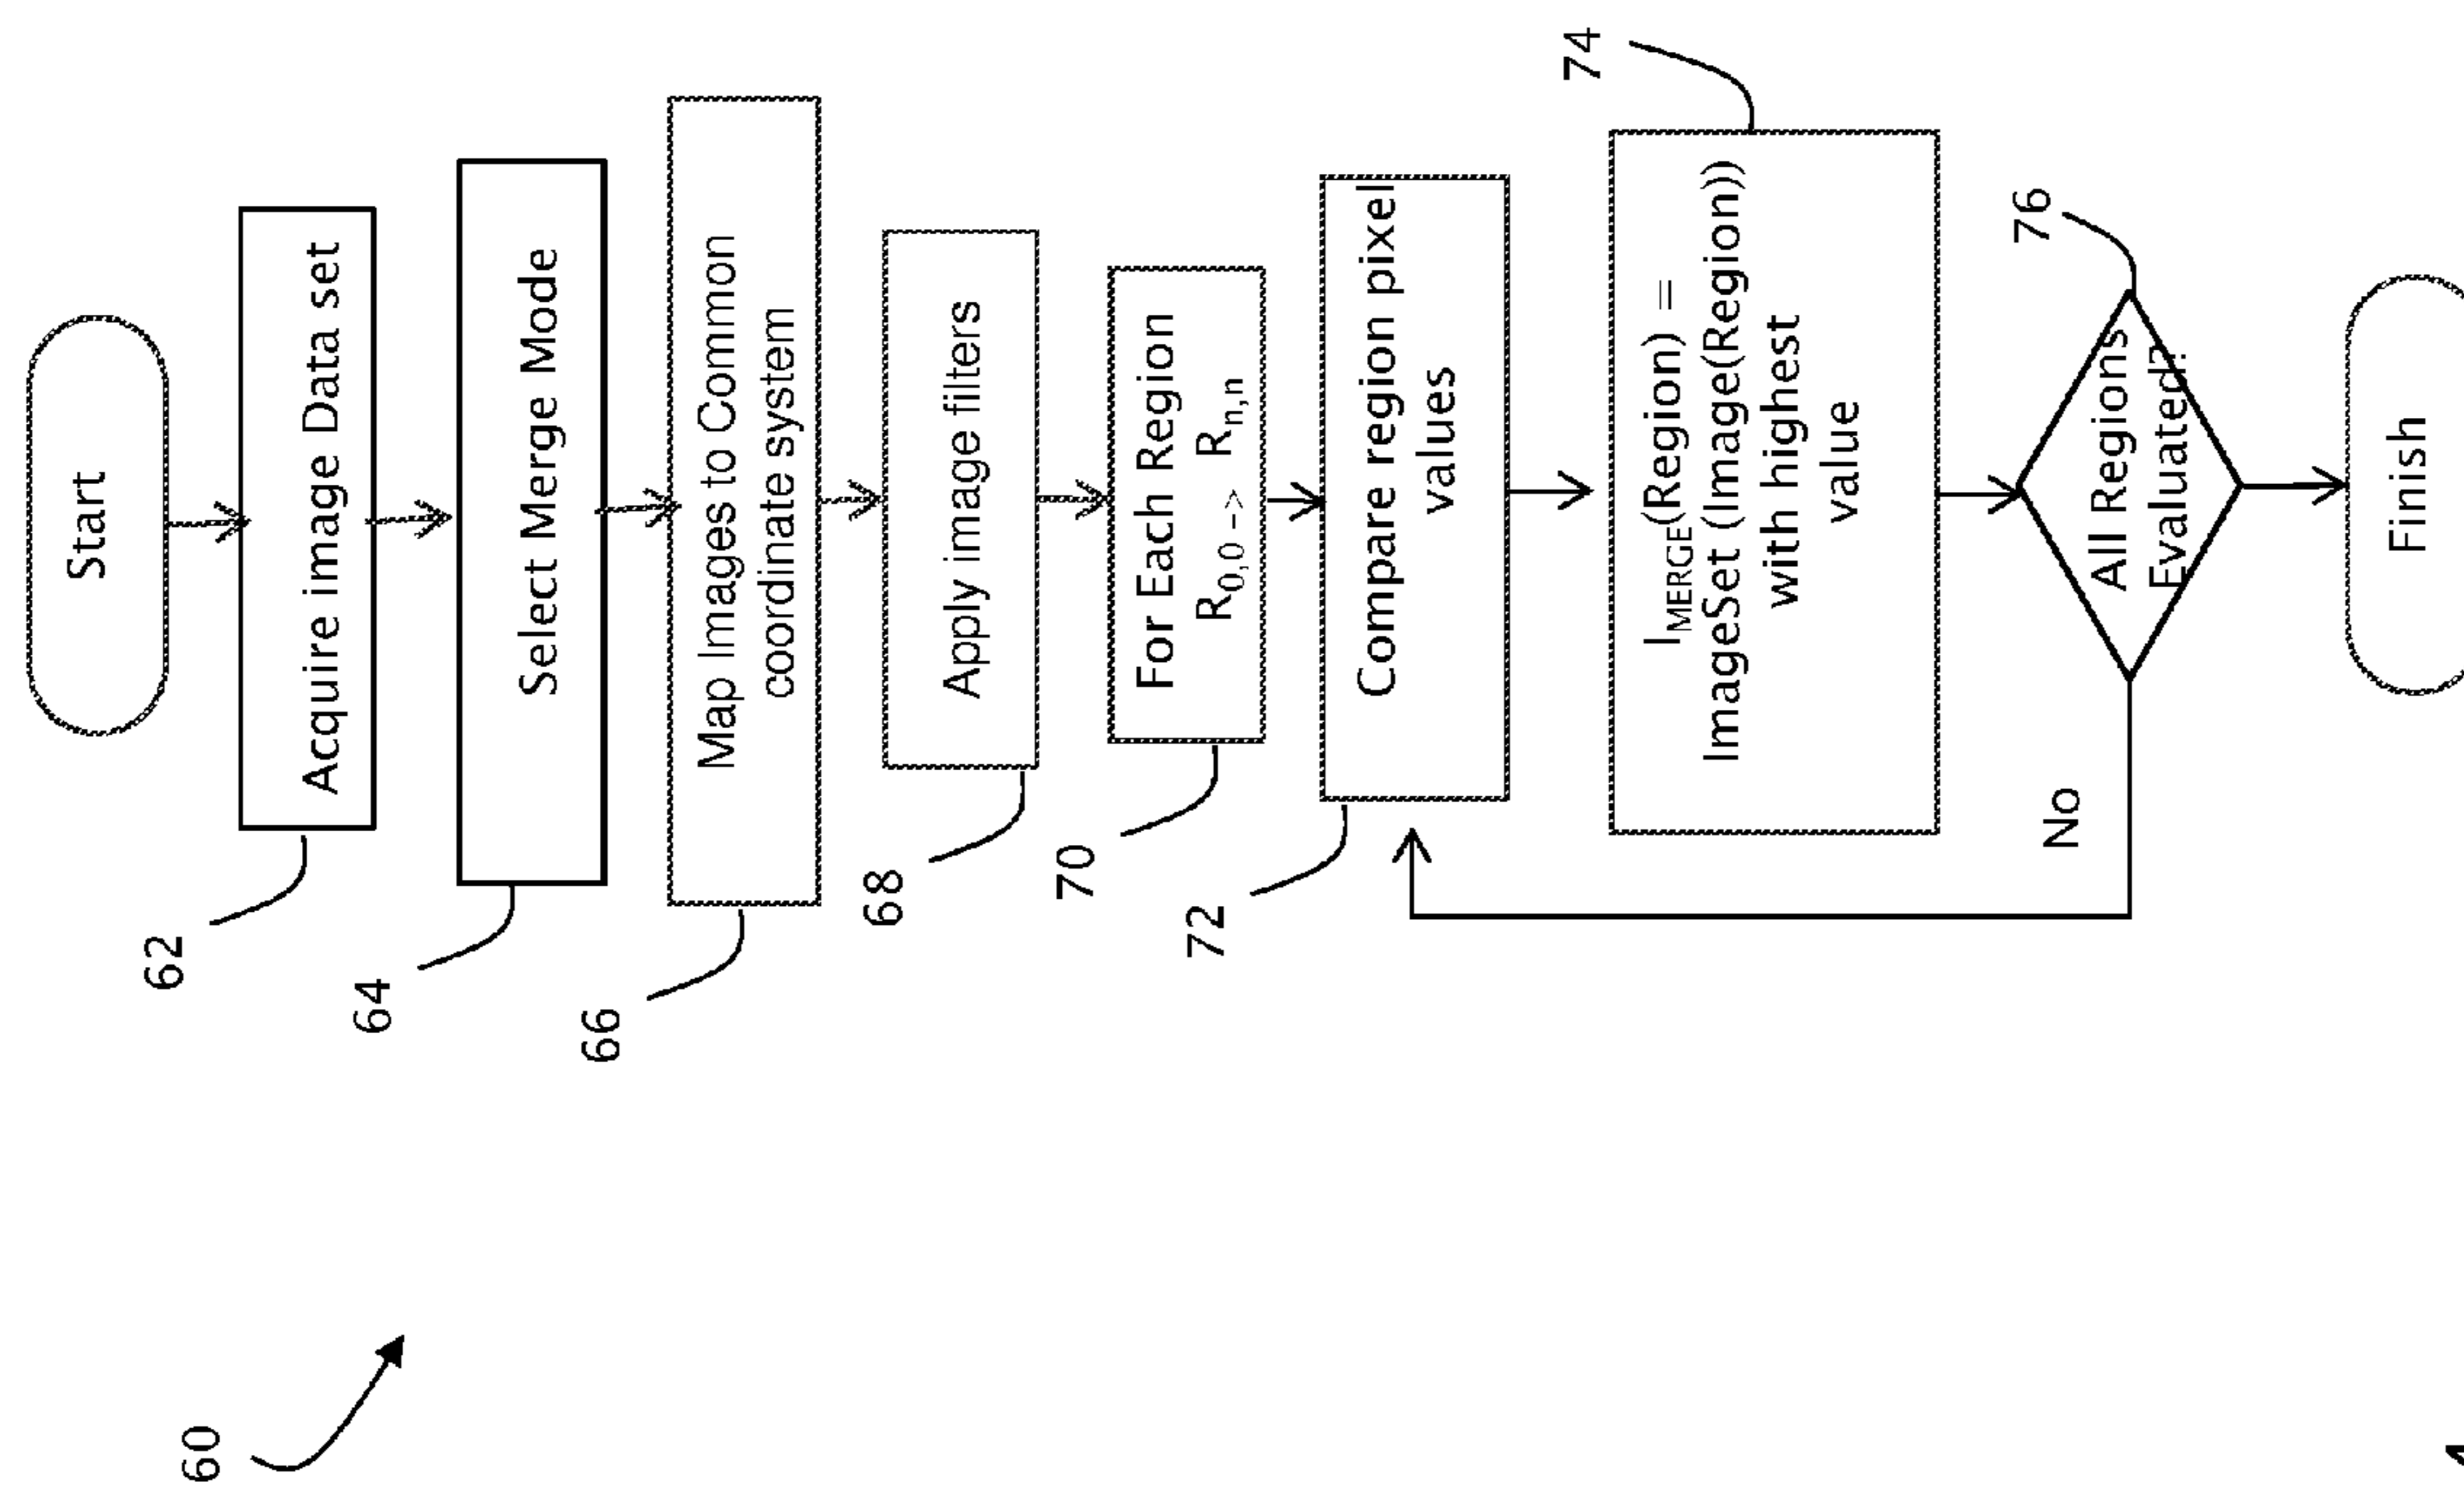 60
Start
62
Acquire image Data set
64
Select Merge Mode
66
Map Images to Common
coordinate system
68
Apply image filters
70
For Each Region
R0,0 -> Rn,n
72
Compare region pixel
values
74
IMERGE(Region) =
ImageSet (Image(Region))
with highest
value
76
All Regions
Evaluated?
No
Finish